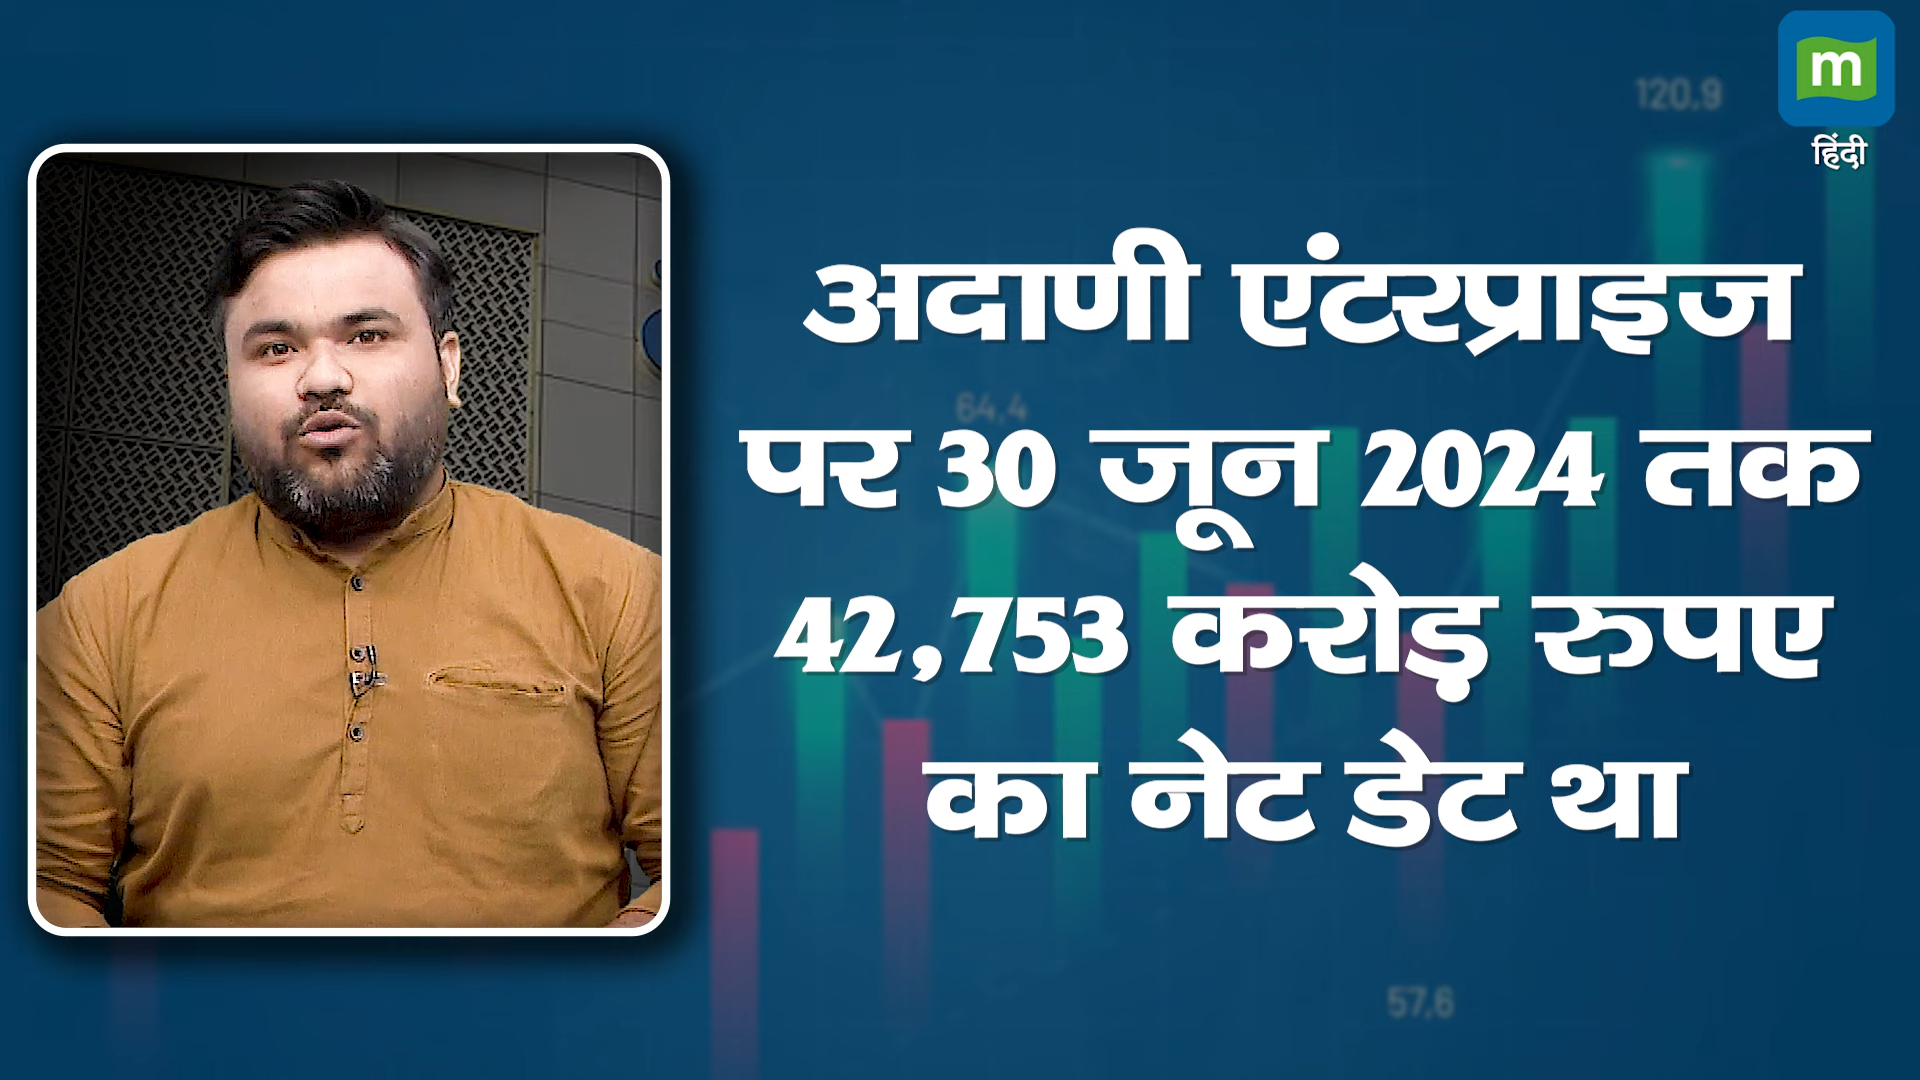 m
हिंदी
120.9
अदाणी एंटरप्राइज
64.4
पर 30 जून 2024 तक
42,753 करोड़ रुपए
का नेट डेट था
57.6